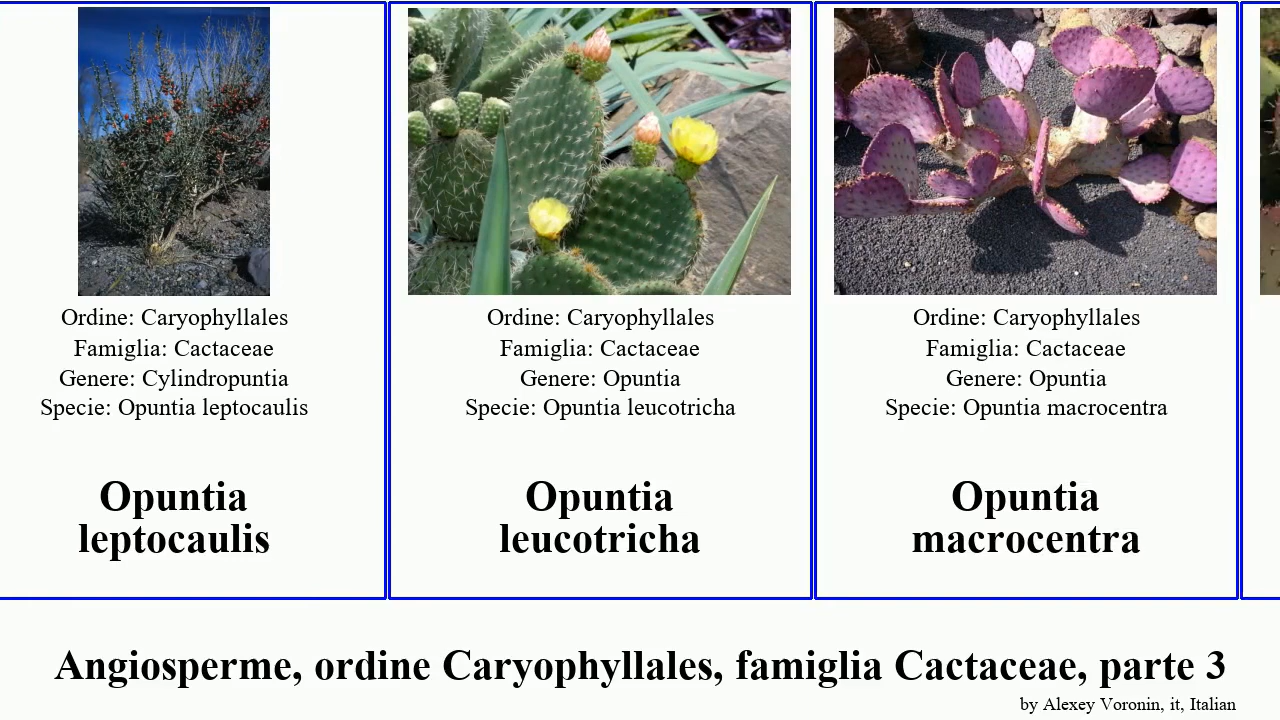 Ordine: Caryophyllales
Famiglia: Cactaceae
Genere: Cylindropuntia
Specie: Opuntia leptocaulis
Opuntia
leptocaulis
Ordine: Caryophyllales
Famiglia: Cactaceae
Genere: Opuntia
Specie: Opuntia leucotricha
Opuntia
leucotricha
Ordine: Caryophyllales
Famiglia: Cactaceae
Genere: Opuntia
Specie: Opuntia macrocentra
Opuntia
macrocentra
Angiosperme, ordine Caryophyllales, famiglia Cactaceae, parte 3
by Alexey Voronin, it, Italian